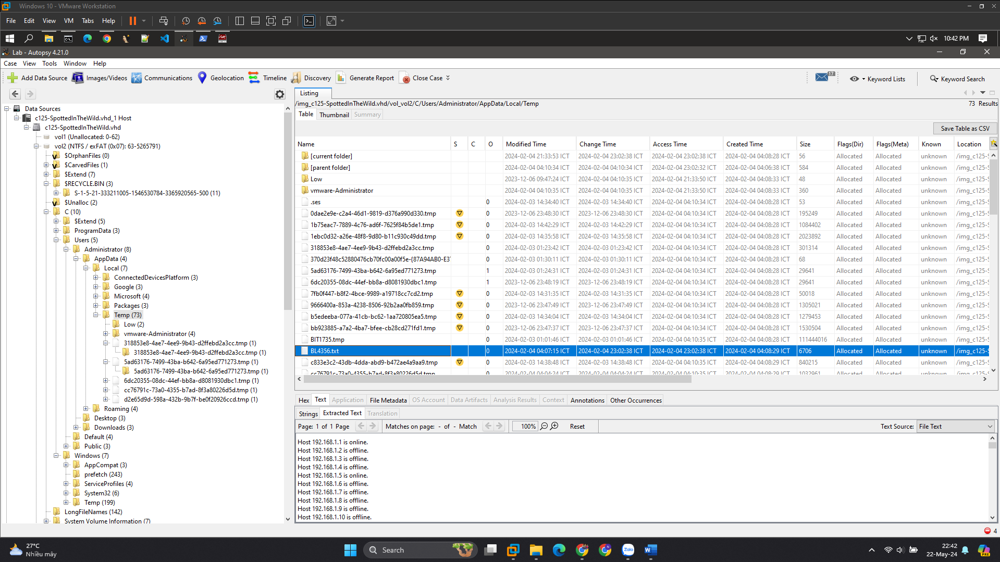 Windows 10 - VMware Workstation
File Edit View VM Tabs Help
10:42 PM
Lab - Autopsy 4.21.0
Case View Tools Window Help
Add Data Source Images/Videos Communications Geolocation Timeline Discovery Generate Report Close Case 17 Keyword Lists Keyword Search
Data Sources
c125-SpottedInTheWild.vhd_1 Host
c125-SpottedInTheWild.vhd
vol1 (Unallocated: 0-62)
vol2 (NTFS / exFAT (0x07): 63-5265791)
$OrphanFiles (0)
$CarvedFiles (1)
$Extend (7)
$RECYCLE.BIN (3)
S-1-5-21-333211005-1546530784-3365920565-500 (11)
$Unalloc (2)
C (10)
$Extend (5)
ProgramData (3)
Users (5)
Administrator (8)
AppData (4)
Local (7)
ConnectedDevicesPlatform (3)
Google (3)
Microsoft (4)
Packages (3)
Temp (73)
Low (2)
vmware-Administrator (4)
318853e8-4ae7-4ee9-9b43-d2ffebd2a3cc.tmp (1)
318853e8-4ae7-4ee9-9b43-d2ffebd2a3cc.tmp (1)
5ad63176-7499-43ba-b642-6a95ed771273.tmp (1)
5ad63176-7499-43ba-b642-6a95ed771273.tmp (1)
6dc20355-08dc-44ef-bb8a-d8081930dbc1.tmp (1)
cc76791c-73a0-4355-b7ad-8f3a80226d5d.tmp (1)
d2e65d9d-598a-432b-9b7f-be0f20926ccd.tmp (1)
Roaming (4)
Desktop (3)
Downloads (3)
Default (4)
Public (3)
Windows (7)
AppCompat (3)
prefetch (243)
ServiceProfiles (4)
System32 (6)
Temp (199)
LongFileNames (142)
System Volume Information (7)
Listing
/img_c125-SpottedInTheWild.vhd/vol_vol2/C/Users/Administrator/AppData/Local/Temp 73 Results
Table Thumbnail Summary
Save Table as CSV
Name S C O Modified Time Change Time Access Time Created Time Size Flags(Dir) Flags(Meta) Known Location
[current folder] 2024-02-04 21:33:53 ICT 2024-02-04 23:02:38 ICT 2024-02-04 23:02:38 ICT 2024-02-04 04:08:28 ICT 56 Allocated Allocated unknown /img_c125-S
[parent folder] 2024-02-04 04:10:34 ICT 2024-02-04 04:10:34 ICT 2024-02-04 23:02:32 ICT 2024-02-04 04:06:38 ICT 584 Allocated Allocated unknown /img_c125-S
Low 2023-12-06 09:47:24 ICT 2024-02-04 04:10:35 ICT 2024-02-04 21:33:50 ICT 2024-02-04 04:08:33 ICT 48 Allocated Allocated unknown /img_c125-S
vmware-Administrator 2024-02-04 04:10:35 ICT 2024-02-04 04:10:35 ICT 2024-02-04 21:33:50 ICT 2024-02-04 04:08:33 ICT 360 Allocated Allocated unknown /img_c125-S
.ses 0 2024-02-03 14:34:40 ICT 2024-02-03 14:34:40 ICT 2024-02-04 04:10:34 ICT 2024-02-04 04:08:28 ICT 53 Allocated Allocated unknown /img_c125-S
0dae2e9e-c2a4-46d1-9819-d376a990d330.tmp 0 2023-12-06 23:48:30 ICT 2023-12-06 23:48:30 ICT 2024-02-04 04:10:34 ICT 2024-02-04 04:08:28 ICT 195249 Allocated Allocated unknown /img_c125-S
1b75eac7-7889-4c76-ad6f-7625f84b5de1.tmp 0 2024-02-03 14:42:29 ICT 2024-02-03 14:42:29 ICT 2024-02-04 04:10:34 ICT 2024-02-04 04:08:28 ICT 1084402 Allocated Allocated unknown /img_c125-S
1ebc0d32-a26e-48f8-9d80-b11c930c49dd.tmp 0 2024-02-03 14:35:58 ICT 2024-02-03 14:35:58 ICT 2024-02-04 04:10:34 ICT 2024-02-04 04:08:28 ICT 2023892 Allocated Allocated unknown /img_c125-S
318853e8-4ae7-4ee9-9b43-d2ffebd2a3cc.tmp 0 2024-02-03 01:23:42 ICT 2024-02-03 01:23:42 ICT 2024-02-04 04:10:34 ICT 2024-02-04 04:08:28 ICT 301314 Allocated Allocated unknown /img_c125-S
370d23f48c52880476cb70fc00a00f5e-{87A94AB0-E3 0 2024-02-03 01:30:11 ICT 2024-02-03 01:30:11 ICT 2024-02-04 04:10:34 ICT 2024-02-04 04:08:28 ICT 68 Allocated Allocated unknown /img_c125-S
5ad63176-7499-43ba-b642-6a95ed771273.tmp 1 2024-02-03 01:24:31 ICT 2024-02-03 01:24:31 ICT 2024-02-04 04:10:34 ICT 2024-02-04 04:08:28 ICT 29641 Allocated Allocated unknown /img_c125-S
6dc20355-08dc-44ef-bb8a-d8081930dbc1.tmp 1 2023-12-06 23:48:19 ICT 2023-12-06 23:48:19 ICT 2024-02-04 04:10:34 ICT 2024-02-04 04:08:28 ICT 29641 Allocated Allocated unknown /img_c125-S
7fb0f447-b8f2-4bce-9989-a19718cc7cd2.tmp 0 2024-02-03 14:31:35 ICT 2024-02-03 14:31:35 ICT 2024-02-04 04:10:34 ICT 2024-02-04 04:08:28 ICT 50018 Allocated Allocated unknown /img_c125-S
9666400a-853a-4238-8506-92b2aa0fb859.tmp 0 2023-12-06 23:47:49 ICT 2023-12-06 23:47:49 ICT 2024-02-04 04:10:34 ICT 2024-02-04 04:08:28 ICT 1305021 Allocated Allocated unknown /img_c125-S
b5edeeba-077a-41cb-bc62-1aa720805ea5.tmp 0 2024-02-03 14:34:04 ICT 2024-02-03 14:34:04 ICT 2024-02-04 04:10:34 ICT 2024-02-04 04:08:28 ICT 1279453 Allocated Allocated unknown /img_c125-S
bb923885-a7a2-4ba7-bfee-cb28cd271fd1.tmp 0 2023-12-06 23:47:37 ICT 2023-12-06 23:47:37 ICT 2024-02-04 04:10:34 ICT 2024-02-04 04:08:28 ICT 1530504 Allocated Allocated unknown /img_c125-S
BIT1735.tmp 0 2024-02-03 01:01:46 ICT 2024-02-03 01:01:46 ICT 2024-02-04 04:10:34 ICT 2024-02-04 04:08:28 ICT 111444016 Allocated Allocated unknown /img_c125-S
BL4356.txt 0 2024-02-04 04:07:15 ICT 2024-02-04 23:02:38 ICT 2024-02-04 23:02:38 ICT 2024-02-04 04:08:29 ICT 6706 Allocated Allocated unknown /img_c125-S
c833e3c2-43db-4dda-abd9-b472ae4a9aa9.tmp 0 2024-02-03 14:38:48 ICT 2024-02-03 14:38:48 ICT 2024-02-04 04:10:35 ICT 2024-02-04 04:08:29 ICT 840215 Allocated Allocated unknown /img_c125-S
cc76791c-73a0-4355-b7ad-8f3a80226d5d.tmp 0 2024-02-04 04:04:24 ICT 2024-02-04 04:04:24 ICT 2024-02-04 04:10:35 ICT 2024-02-04 04:08:29 ICT 1032961 Allocated Allocated unknown /img_c125-S
Hex Text Application File Metadata OS Account Data Artifacts Analysis Results Context Annotations Other Occurrences
Strings Extracted Text Translation
Page: 1 of 1 Page Matches on page: - of - Match 100% Reset Text Source: File Text
Host 192.168.1.1 is online.
Host 192.168.1.2 is offline.
Host 192.168.1.3 is offline.
Host 192.168.1.4 is offline.
Host 192.168.1.5 is online.
Host 192.168.1.6 is offline.
Host 192.168.1.7 is offline.
Host 192.168.1.8 is offline.
Host 192.168.1.9 is offline.
Host 192.168.1.10 is offline.
4
27°C
Nhiều mây
Search
Zalo
22:42
22-May-24
PRE